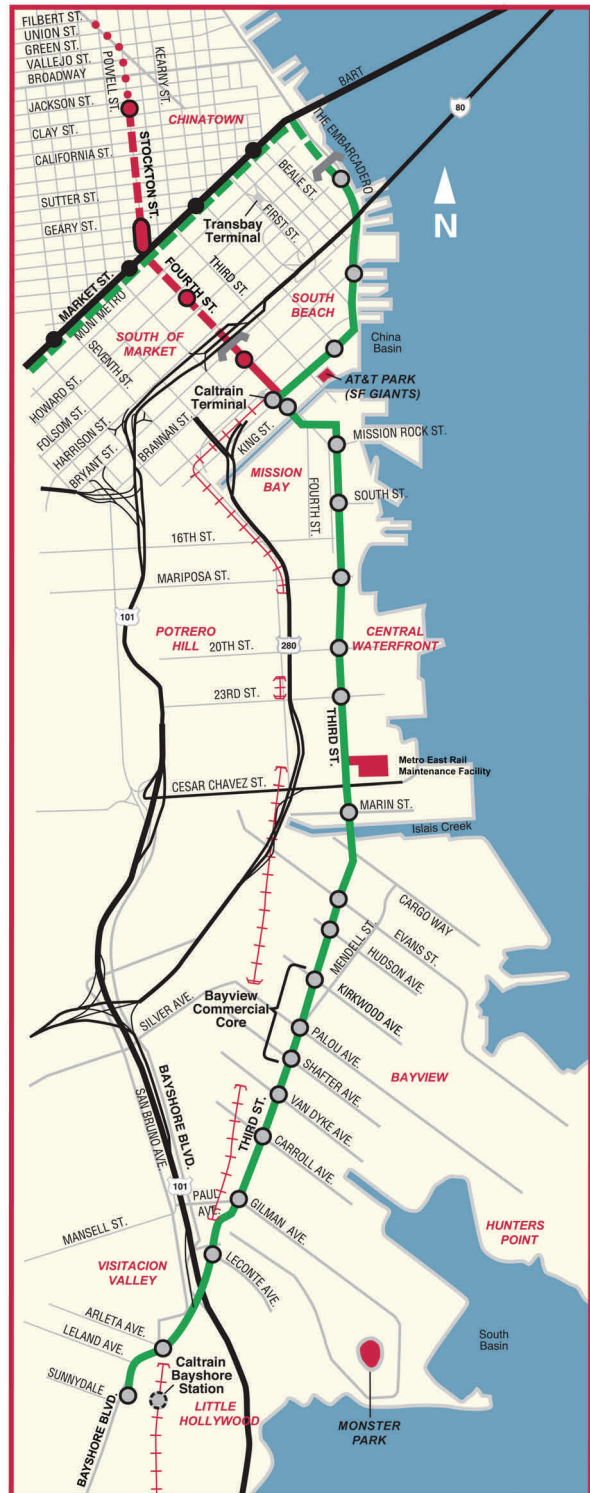 FILBERT ST.
UNION ST.
GREEN ST.
VALLEJO ST.
BROADWAY
POWELL ST.
KEARNY ST.
JACKSON ST.
CHINATOWN
CLAY ST.
CALIFORNIA ST.
STOCKTON ST.
SUTTER ST.
GEARY ST.
BART
80
THE EMBARCADERO
BEALE ST.
FIRST ST.
N
Transbay
Terminal
THIRD ST.
FOURTH ST.
MARKET ST.
MUNI METRO
SOUTH
BEACH
SOUTH OF
MARKET
SEVENTH ST.
China
Basin
HOWARD ST.
FOLSOM ST.
HARRISON ST.
BRYANT ST.
BRANNAN ST.
Caltrain
Terminal
AT&T PARK
(SF GIANTS)
KING ST.
MISSION ROCK ST.
MISSION
BAY
FOURTH ST.
SOUTH ST.
16TH ST.
MARIPOSA ST.
101
POTRERO
HILL
280
20TH ST.
CENTRAL
WATERFRONT
23RD ST.
THIRD ST.
Metro East Rail
Maintenance Facility
CESAR CHAVEZ ST.
MARIN ST.
Islais Creek
CARGO WAY
MENDELL ST.
EVANS ST.
HUDSON AVE.
Bayview
Commercial
Core
KIRKWOOD AVE.
SILVER AVE.
PALOU AVE.
SHAFTER AVE.
BAYVIEW
VAN DYKE AVE.
THIRD ST.
CARROLL AVE.
BAYSHORE BLVD.
SAN BRUNO AVE.
101
PAUL
AVE.
GILMAN AVE.
MANSELL ST.
HUNTERS
POINT
VISITACION
VALLEY
LECONTE AVE.
ARLETA AVE.
LELAND AVE.
South
Basin
SUNNYDALE
Caltrain
Bayshore
Station
LITTLE
HOLLYWOOD
BAYSHORE BLVD.
MONSTER
PARK